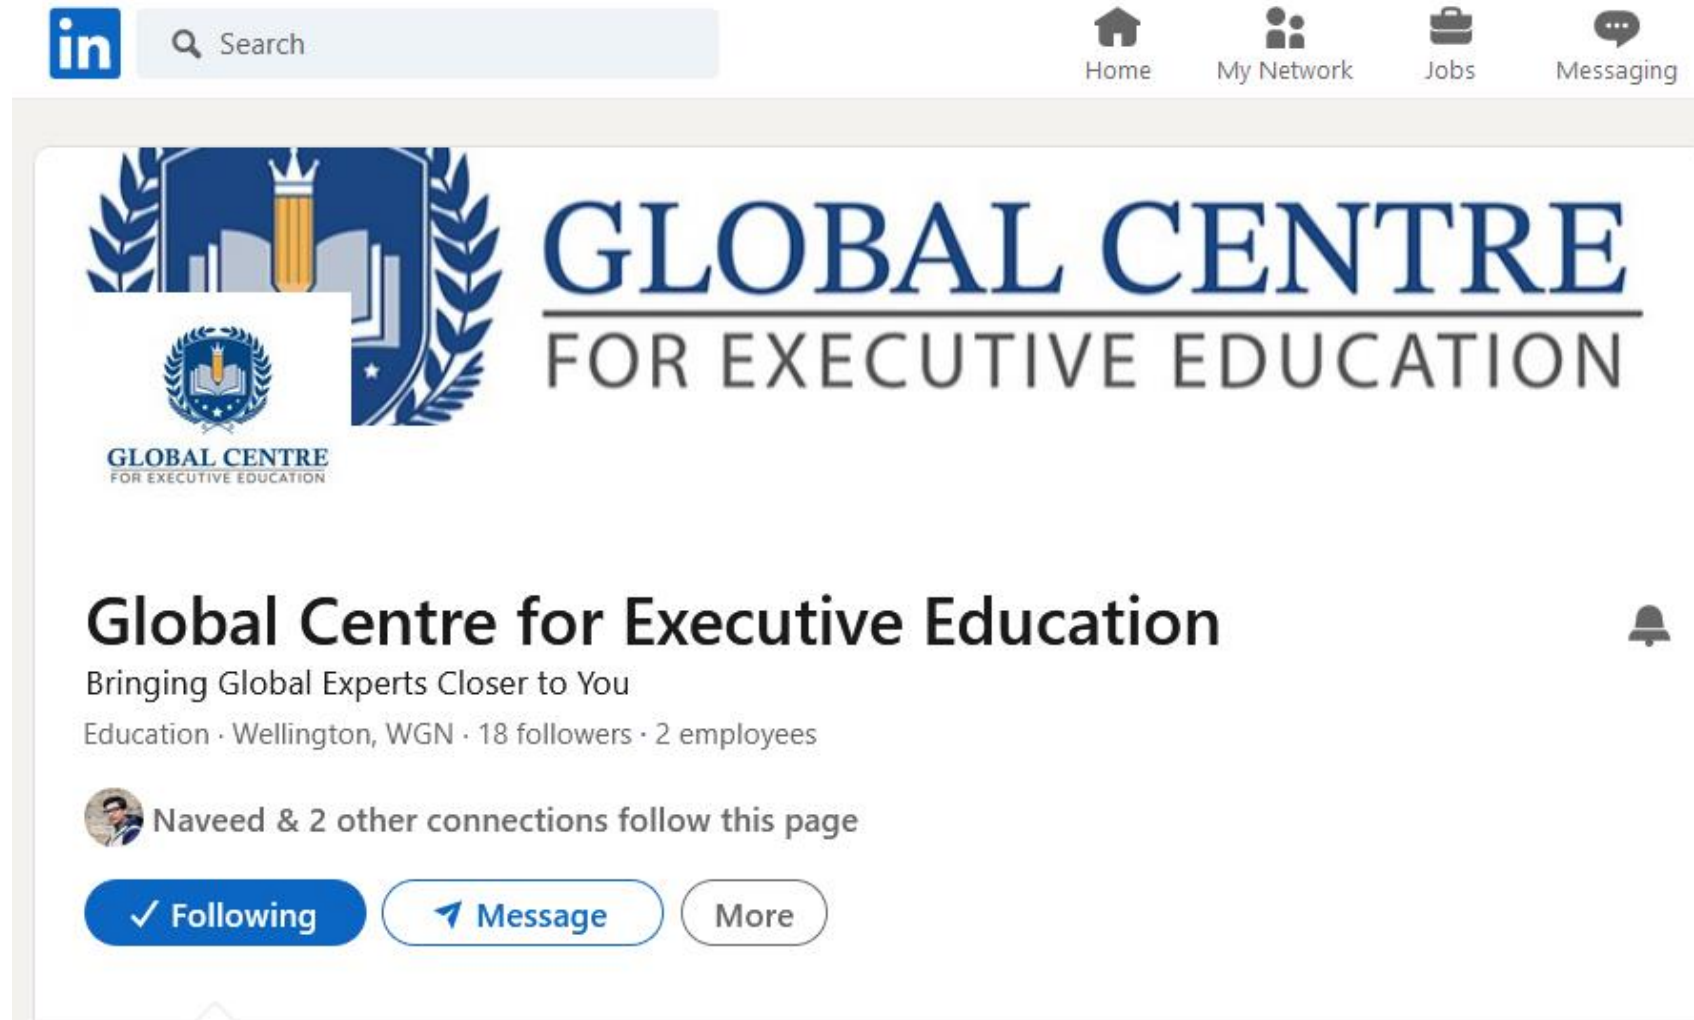 in Search
Home My Network Jobs Messaging
GLOBAL CENTRE
FOR EXECUTIVE EDUCATION
GLOBAL CENTRE
FOR EXECUTIVE EDUCATION
Global Centre for Executive Education
Bringing Global Experts Closer to You
Education · Wellington, WGN · 18 followers · 2 employees
Naveed & 2 other connections follow this page
Following Message More